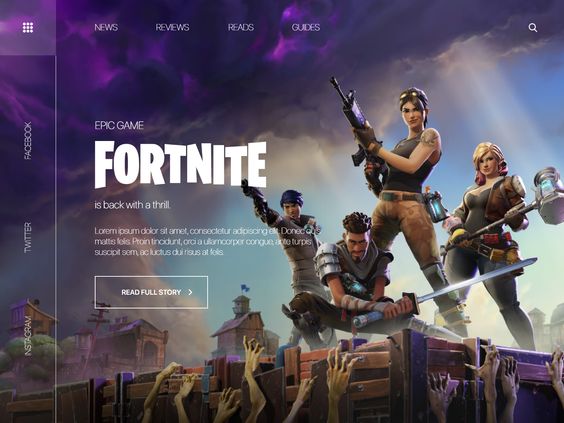 NEWS REVIEWS READS GUIDES
FACEBOOK
TWITTER
INSTAGRAM
EPIC GAME
FORTNITE
is back with a thrill.
Lorem ipsum dolor sit amet, consectetur adipiscing elit. Donec quis
mattis felis. Proin tincidunt, orci a ullamcorper congue, ante turpis
suscipit sem, ac luctus dui risus at felis.
READ FULL STORY